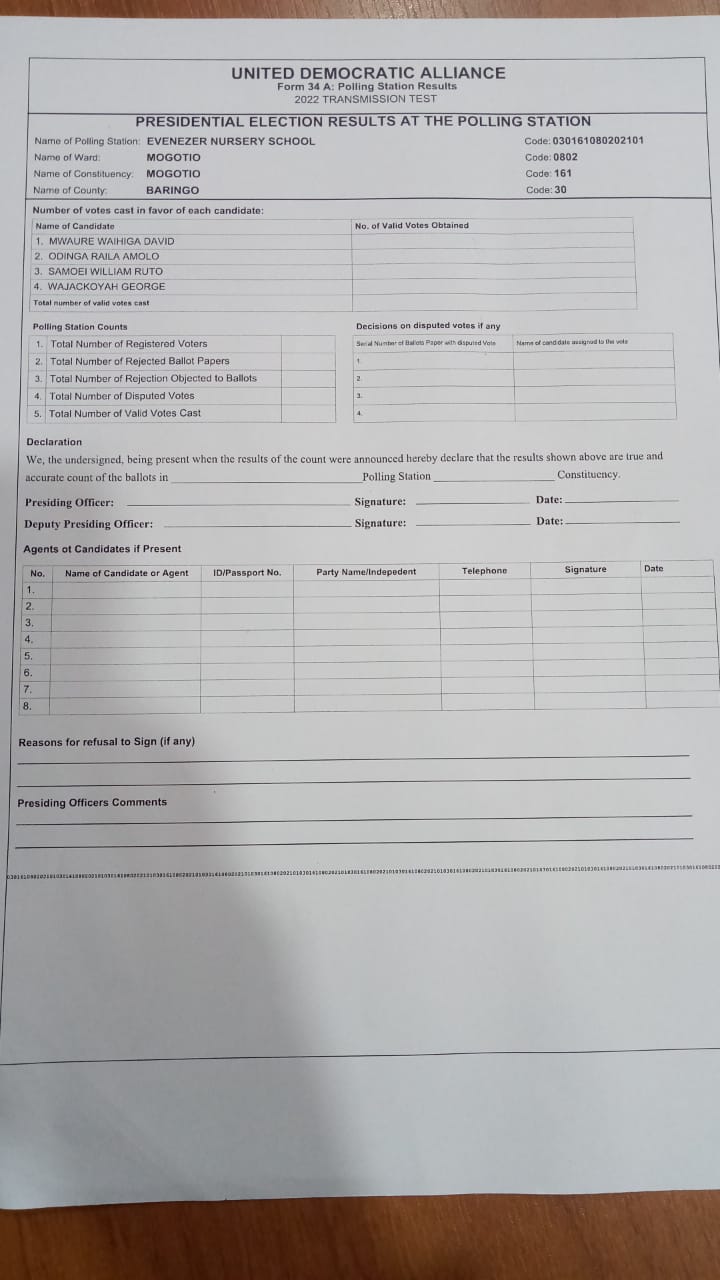 UNITED DEMOCRATIC ALLIANCE
Form 34 A: Polling Station Results
2022 TRANSMISSION TEST
PRESIDENTIAL ELECTION RESULTS AT THE POLLING STATION
Name of Polling Station: EVENEZER NURSERY SCHOOL Code: 030161080202101
Name of Ward: MOGOTIO Code: 0802
Name of Constituency: MOGOTIO Code: 161
Name of County: BARINGO Code: 30
Number of votes cast in favor of each candidate:
Name of Candidate No. of Valid Votes Obtained
1. MWAURE WAIHIGA DAVID
2. ODINGA RAILA AMOLO
3. SAMOEI WILLIAM RUTO
4. WAJACKOYAH GEORGE
Total number of valid votes cast
Polling Station Counts Decisions on disputed votes if any
1. Total Number of Registered Voters Serial Number of Ballots Paper with disputed Vote Name of candidate assigned to the vote
2. Total Number of Rejected Ballot Papers 1.
3. Total Number of Rejection Objected to Ballots 2.
4. Total Number of Disputed Votes 3.
5. Total Number of Valid Votes Cast 4.
Declaration
We, the undersigned, being present when the results of the count were announced hereby declare that the results shown above are true and
accurate count of the ballots in Polling Station Constituency.
Presiding Officer: Signature: Date:
Deputy Presiding Officer: Signature: Date:
Agents ot Candidates if Present
No. Name of Candidate or Agent ID/Passport No. Party Name/Indepedent Telephone Signature Date
1.
2.
3.
4.
5.
6.
7.
8.
Reasons for refusal to Sign (if any)
Presiding Officers Comments